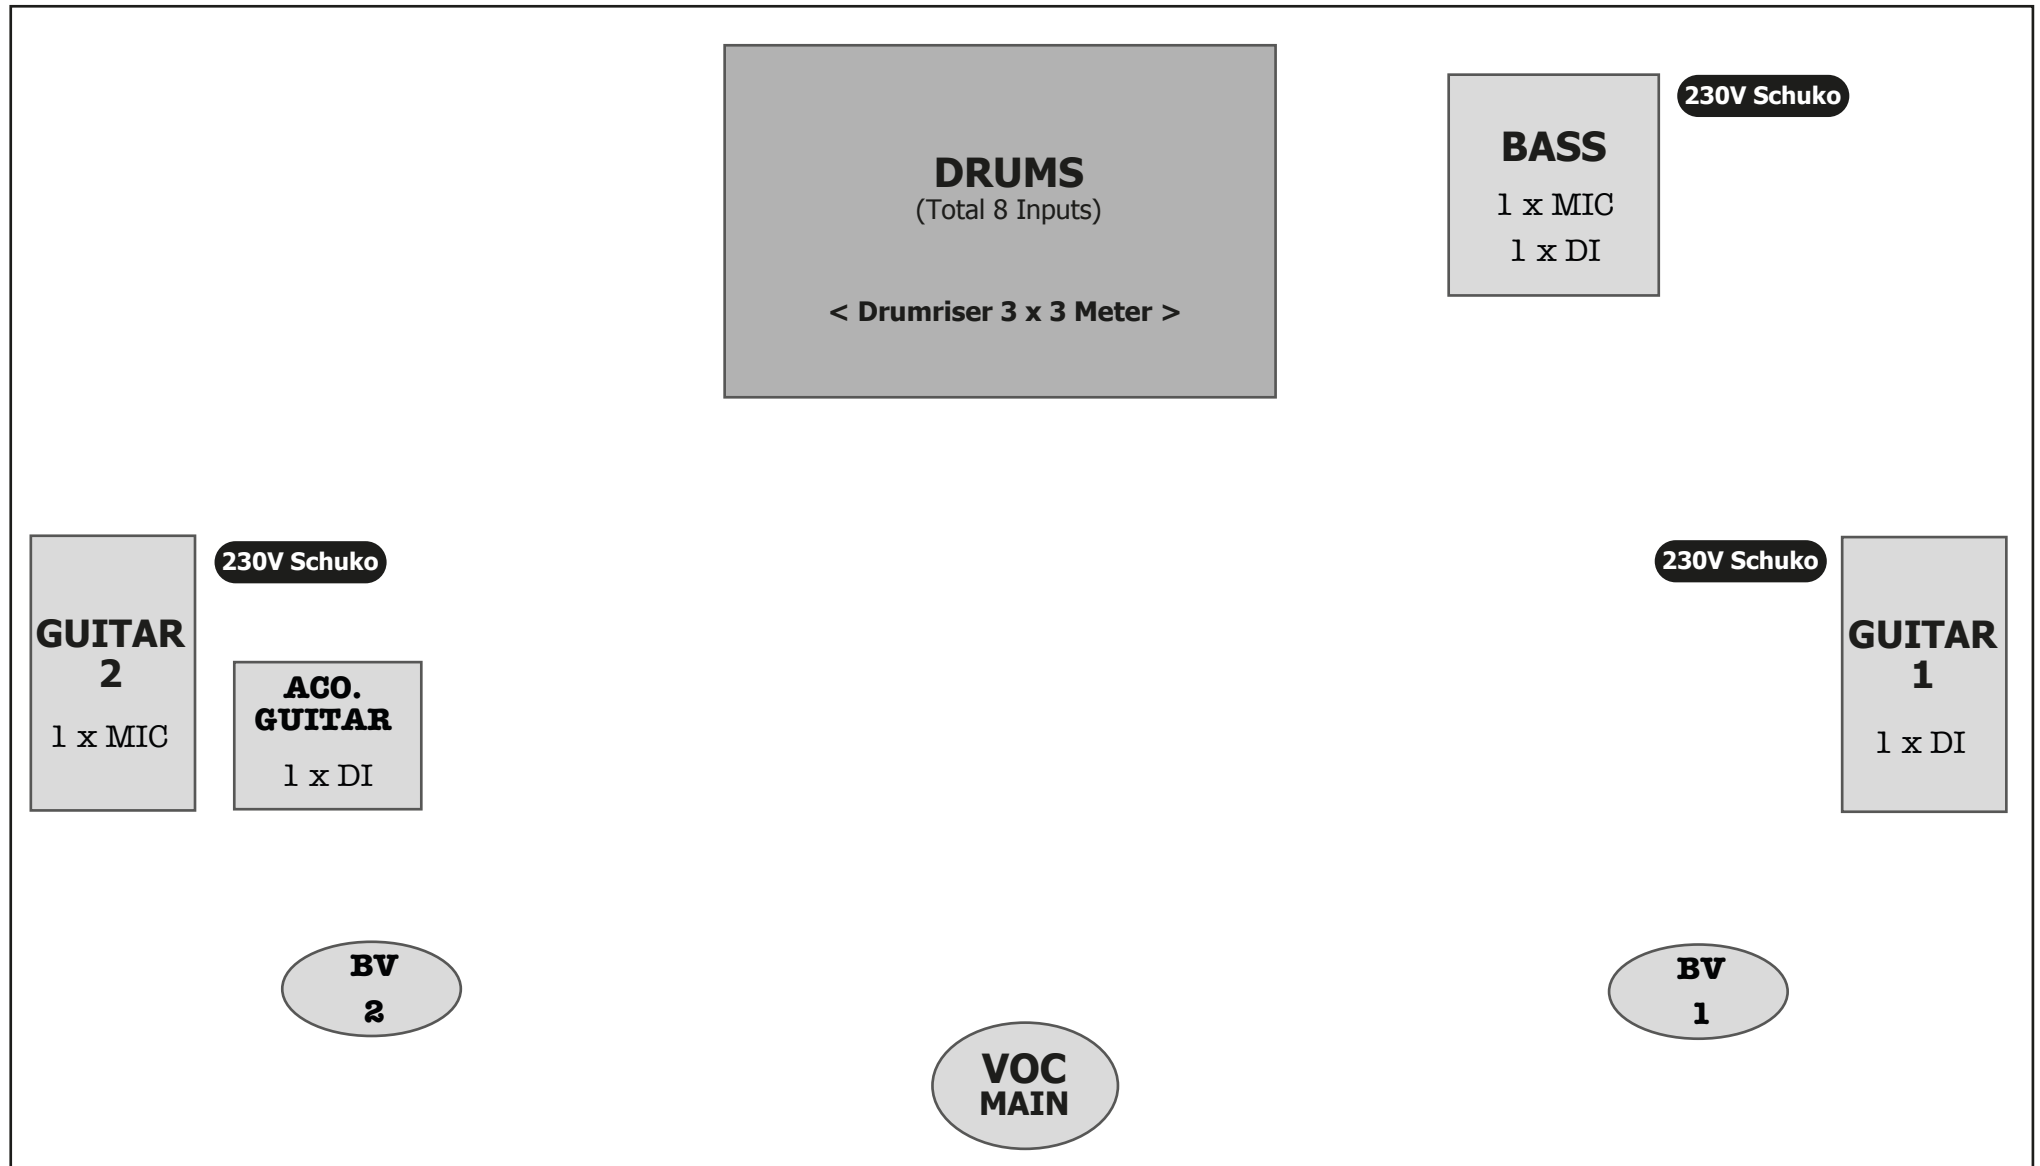 DRUMS
(Total 8 Inputs)
< Drumriser 3 x 3 Meter >
BASS
1 x MIC
1 x DI
230V Schuko
GUITAR
2
1 x MIC
230V Schuko
ACO.
GUITAR
1 x DI
230V Schuko
GUITAR
1
1 x DI
BV
2
VOC
MAIN
BV
1